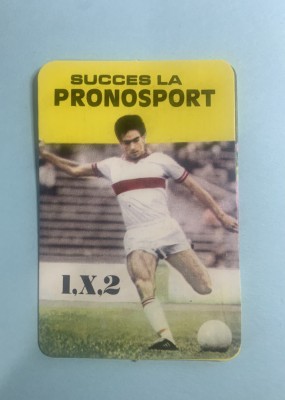 SUCCES LA
PRONOSPORT
1,X,2